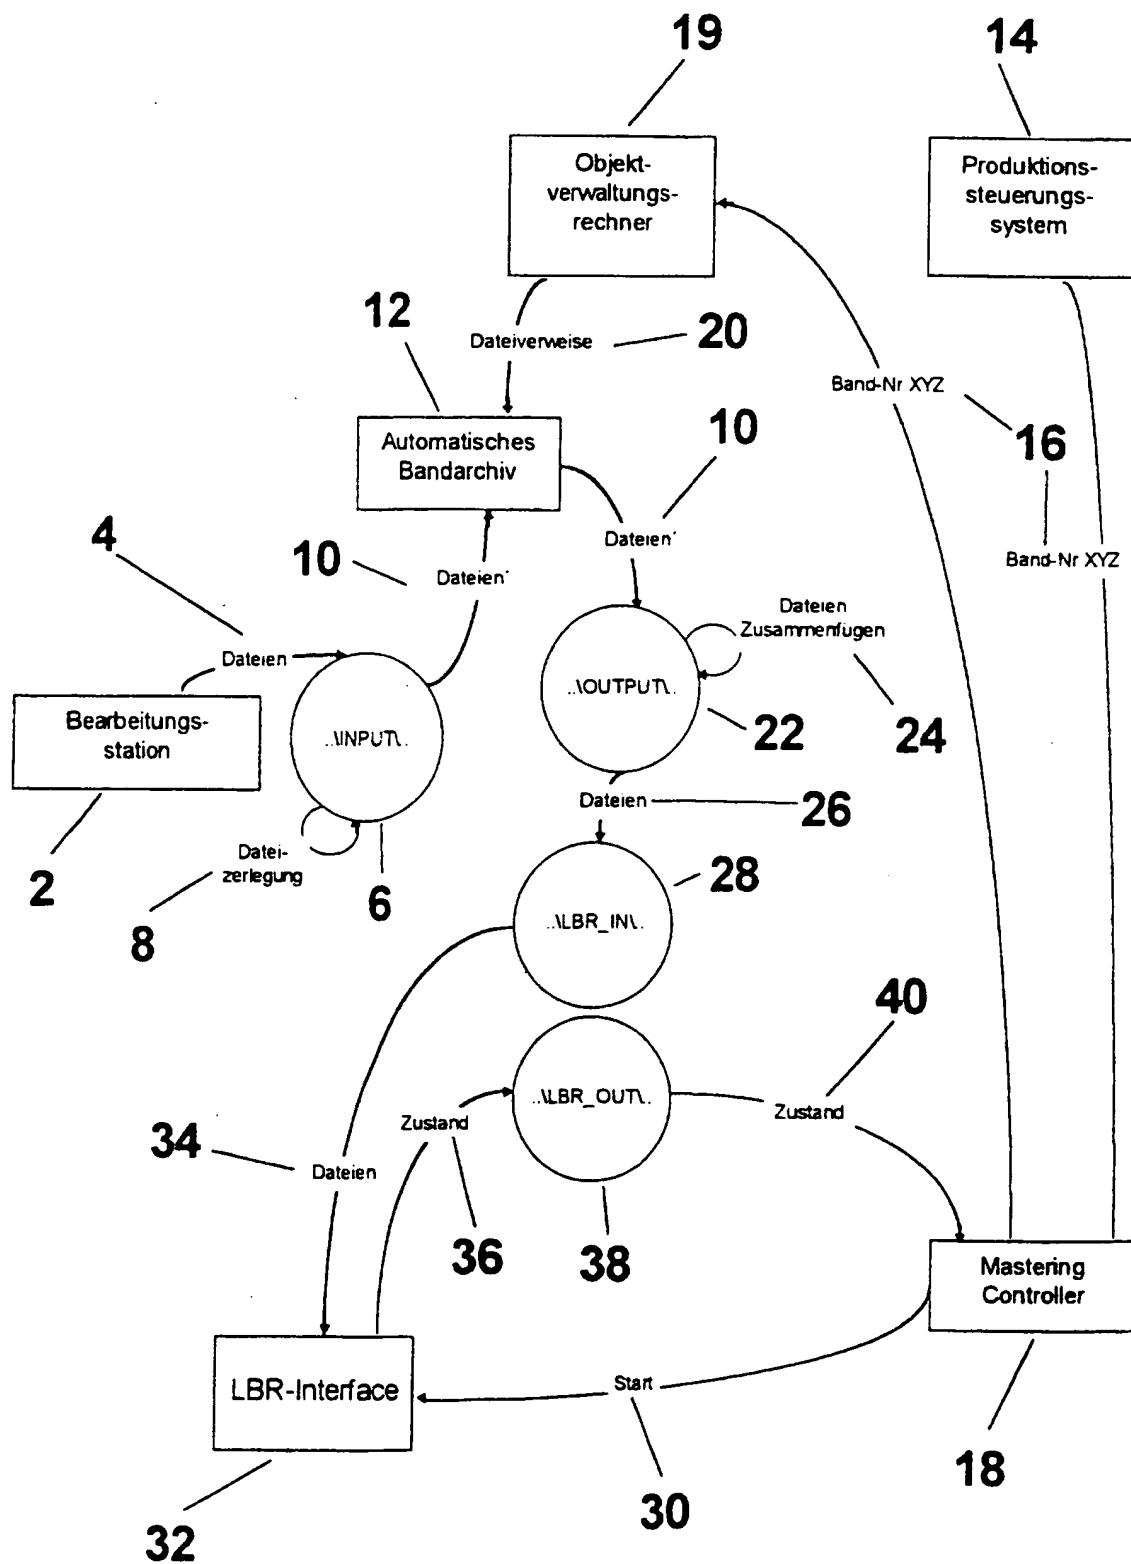 19
14
Objekt-
verwaltungs-
rechner
Produktions-
steuerungs-
system
12
Dateiverweise
20
Band-Nr XYZ
Automatisches
Bandarchiv
10
16
4
10
Dateien'
Dateien'
Band-Nr XYZ
Dateien
Zusammenfügen
Dateien
Bearbeitungs-
station
..\INPUT\..
..\OUTPUT\..
22
24
Dateien
26
Datei-
zerlegung
2
8
6
28
..\LBR_IN\..
40
..\LBR_OUT\..
Zustand
Zustand
34
Dateien
36
38
Mastering
Controller
LBR-Interface
Start
18
30
32